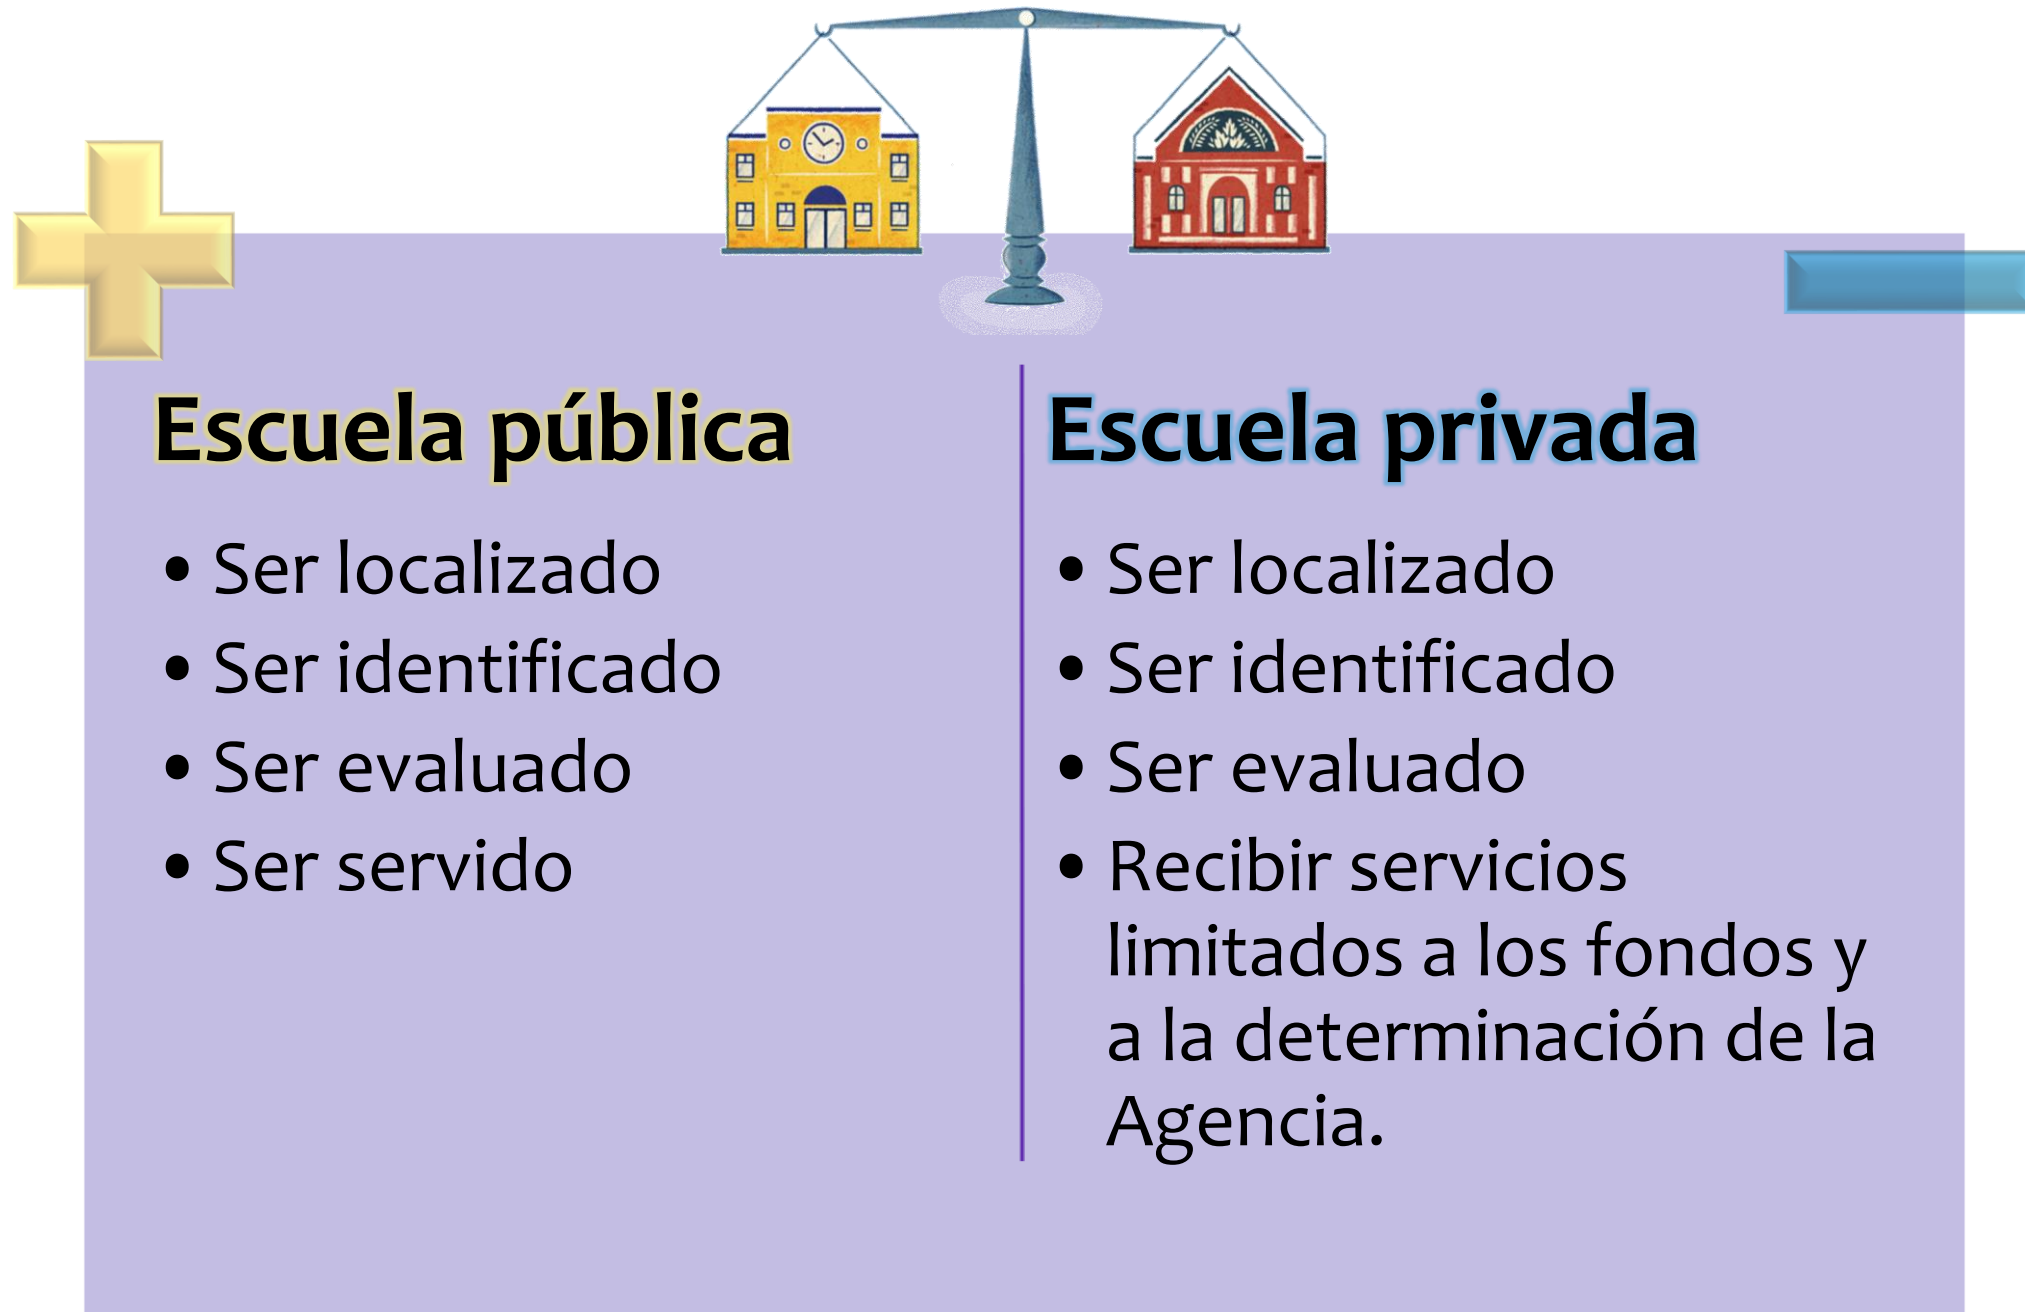 Escuela pública
• Ser localizado
• Ser identificado
• Ser evaluado
• Ser servido
Escuela privada
• Ser localizado
• Ser identificado
• Ser evaluado
• Recibir servicios
limitados a los fondos y
a la determinación de la
Agencia.